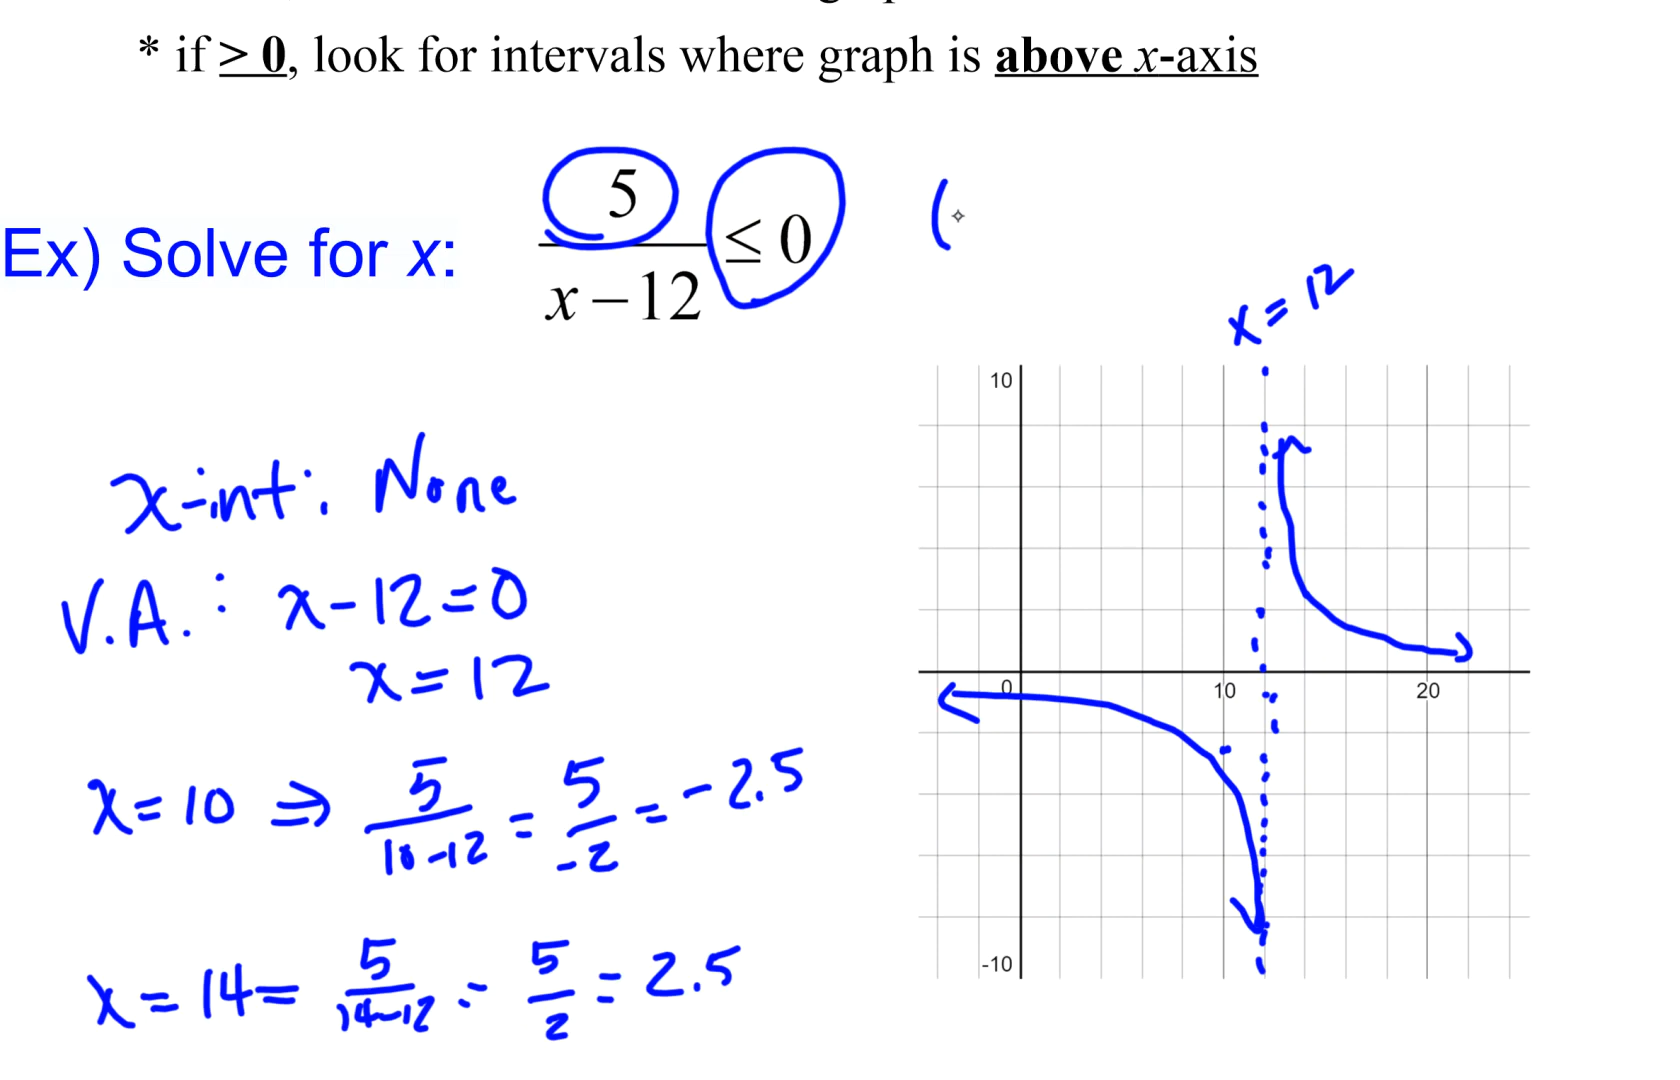 * if ≥ 0, look for intervals where graph is above x-axis
Ex) Solve for x:
5
x − 12
≤ 0
(
x = 12
x-int: None
V.A.: x - 12 = 0
x = 12
x = 10 ⇒ 5/(10-12) = 5/-2 = -2.5
x = 14 = 5/(14-12) = 5/2 = 2.5
10
0
10
20
-10